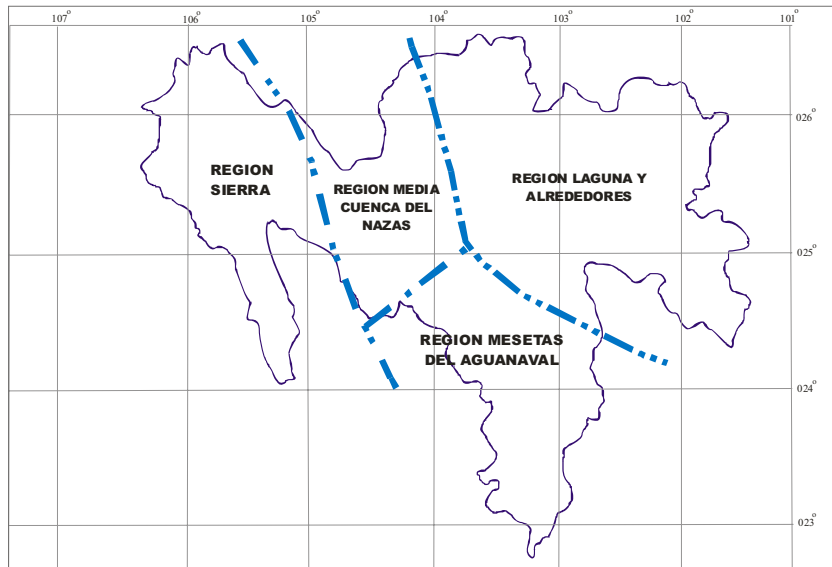 107° 106° 105° 104° 103° 102° 101°
026°
REGION
SIERRA
REGION MEDIA
CUENCA DEL
NAZAS
REGION LAGUNA Y
ALREDEDORES
025°
REGION MESETAS
DEL AGUANAVAL
024°
023°